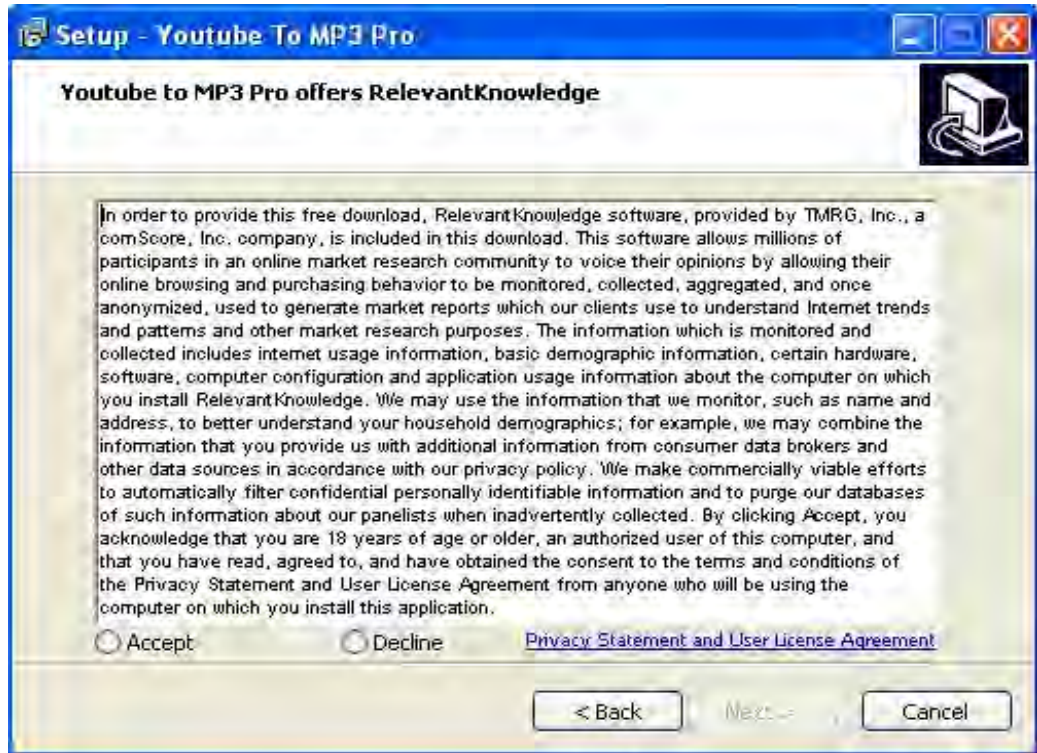 Setup - Youtube To MP3 Pro
Youtube to MP3 Pro offers RelevantKnowledge
In order to provide this free download, RelevantKnowledge software, provided by TMRG, Inc., a
comScore, Inc. company, is included in this download. This software allows millions of
participants in an online market research community to voice their opinions by allowing their
online browsing and purchasing behavior to be monitored, collected, aggregated, and once
anonymized, used to generate market reports which our clients use to understand Internet trends
and patterns and other market research purposes. The information which is monitored and
collected includes internet usage information, basic demographic information, certain hardware,
software, computer configuration and application usage information about the computer on which
you install RelevantKnowledge. We may use the information that we monitor, such as name and
address, to better understand your household demographics; for example, we may combine the
information that you provide us with additional information from consumer data brokers and
other data sources in accordance with our privacy policy. We make commercially viable efforts
to automatically filter confidential personally identifiable information and to purge our databases
of such information about our panelists when inadvertently collected. By clicking Accept, you
acknowledge that you are 18 years of age or older, an authorized user of this computer, and
that you have read, agreed to, and have obtained the consent to the terms and conditions of
the Privacy Statement and User License Agreement from anyone who will be using the
computer on which you install this application.
Accept Decline Privacy Statement and User License Agreement
< Back Next > Cancel